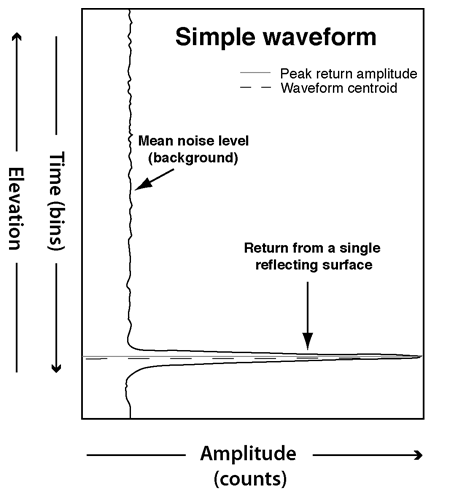 Simple waveform
Peak return amplitude
Waveform centroid
Mean noise level
(background)
Elevation
Time (bins)
Return from a single
reflecting surface
Amplitude
(counts)